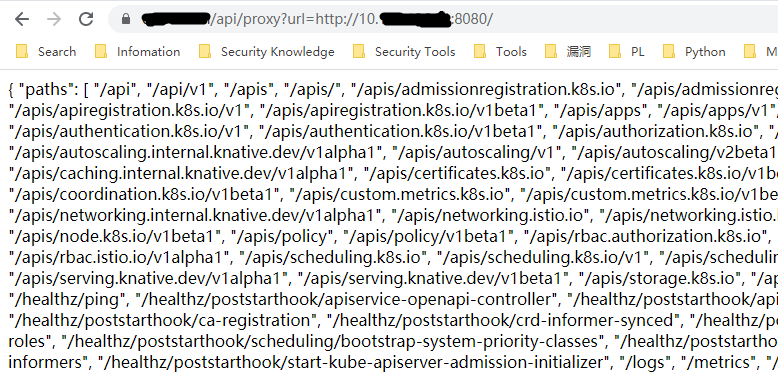 /api/proxy?url=http://10. :8080/
Search Infomation Security Knowledge Security Tools Tools 漏洞 PL Python M
{ "paths": [ "/api", "/api/v1", "/apis", "/apis/", "/apis/admissionregistration.k8s.io", "/apis/admissionreg
"/apis/apiregistration.k8s.io/v1", "/apis/apiregistration.k8s.io/v1beta1", "/apis/apps", "/apis/apps/v1",
"/apis/authentication.k8s.io/v1", "/apis/authentication.k8s.io/v1beta1", "/apis/authorization.k8s.io", "/
"/apis/autoscaling.internal.knative.dev/v1alpha1", "/apis/autoscaling/v1", "/apis/autoscaling/v2beta1
"/apis/caching.internal.knative.dev/v1alpha1", "/apis/certificates.k8s.io", "/apis/certificates.k8s.io/v1be
"/apis/coordination.k8s.io/v1beta1", "/apis/custom.metrics.k8s.io", "/apis/custom.metrics.k8s.io/v1be
"/apis/networking.internal.knative.dev/v1alpha1", "/apis/networking.istio.io", "/apis/networking.istio.
"/apis/node.k8s.io/v1beta1", "/apis/policy", "/apis/policy/v1beta1", "/apis/rbac.authorization.k8s.io",
"/apis/rbac.istio.io/v1alpha1", "/apis/scheduling.k8s.io", "/apis/scheduling.k8s.io/v1", "/apis/schedulin
"/apis/serving.knative.dev/v1alpha1", "/apis/serving.knative.dev/v1beta1", "/apis/storage.k8s.io", "/ap
"/healthz/ping", "/healthz/poststarthook/apiservice-openapi-controller", "/healthz/poststarthook/api
"/healthz/poststarthook/ca-registration", "/healthz/poststarthook/crd-informer-synced", "/healthz/po
roles", "/healthz/poststarthook/scheduling/bootstrap-system-priority-classes", "/healthz/poststarthoo
informers", "/healthz/poststarthook/start-kube-apiserver-admission-initializer", "/logs", "/metrics", "/